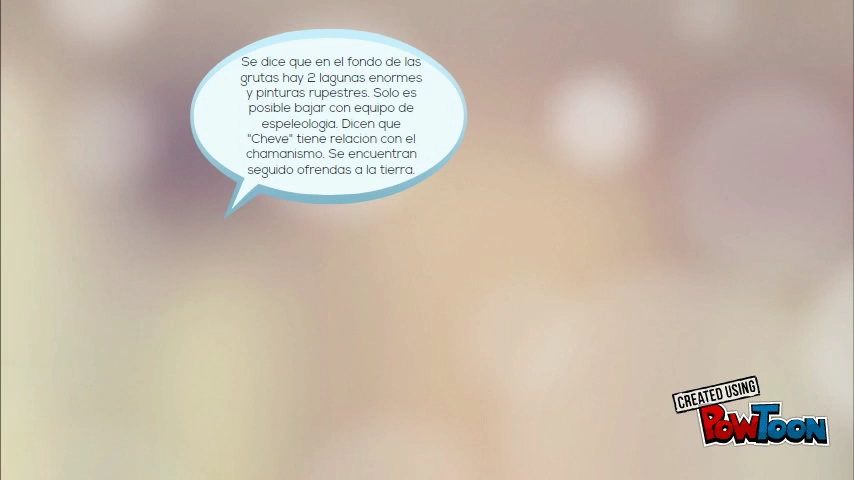 Se dice que en el fondo de las
grutas hay 2 lagunas enormes
y pinturas rupestres. Solo es
posible bajar con equipo de
espeleologia. Dicen que
"Cheve" tiene relacion con el
chamanismo. Se encuentran
seguido ofrendas a la tierra.
CREATED USING
POWTOON